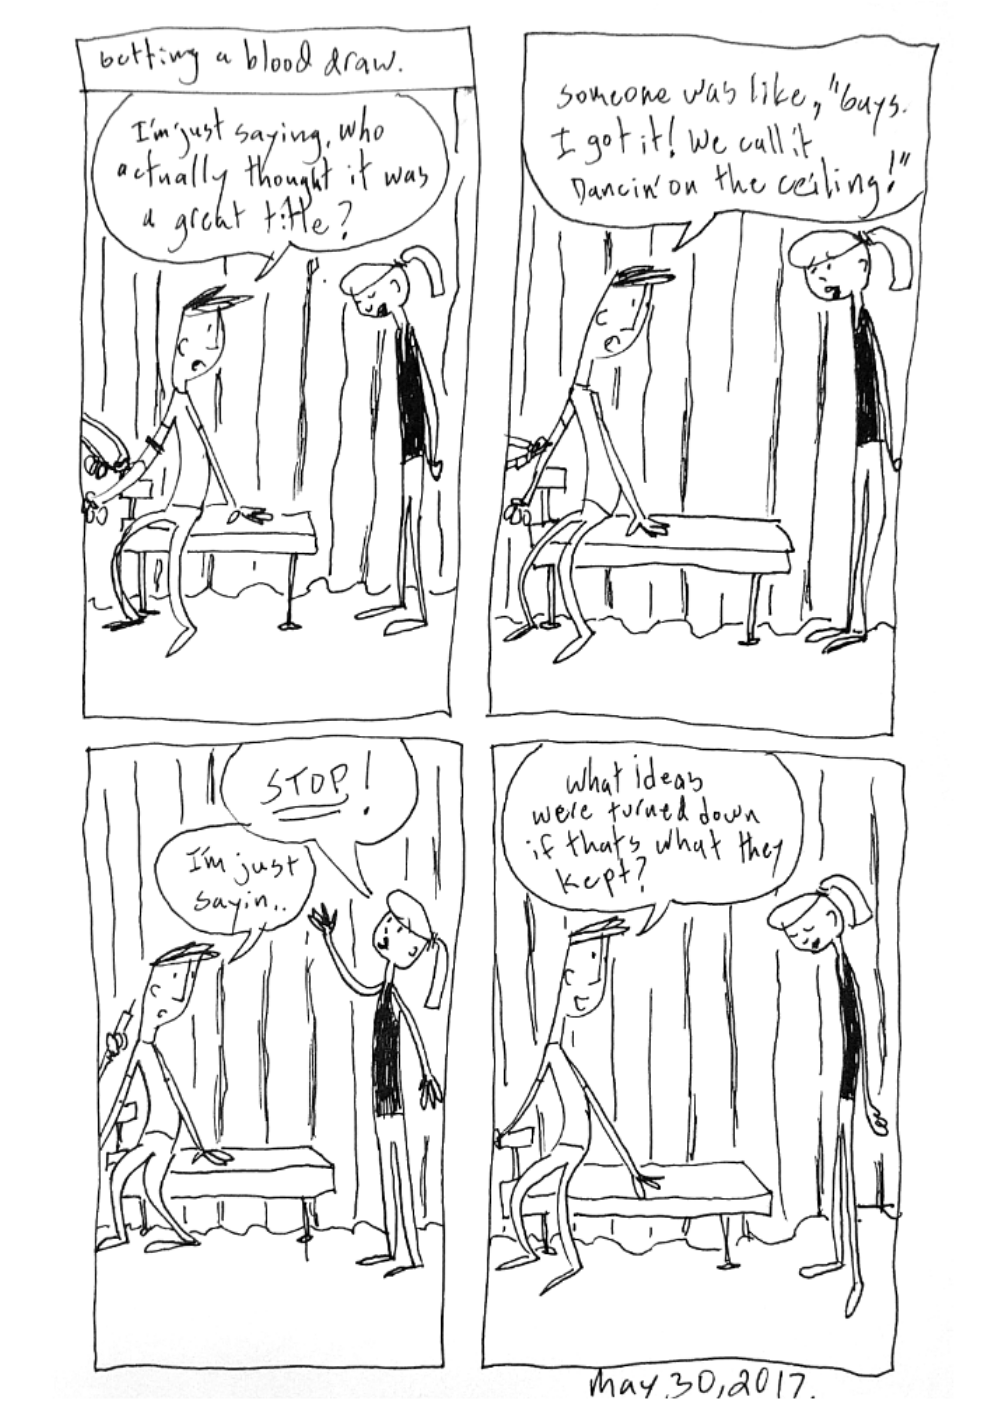 Getting a blood draw.
I'm just saying, who
actually thought it was
a great title?
someone was like, "Guys.
I got it! We call it
Dancin' on the ceiling!"
STOP!
I'm just
sayin..
What ideas
were turned down
if thats what they
kept?
may.30,2017.